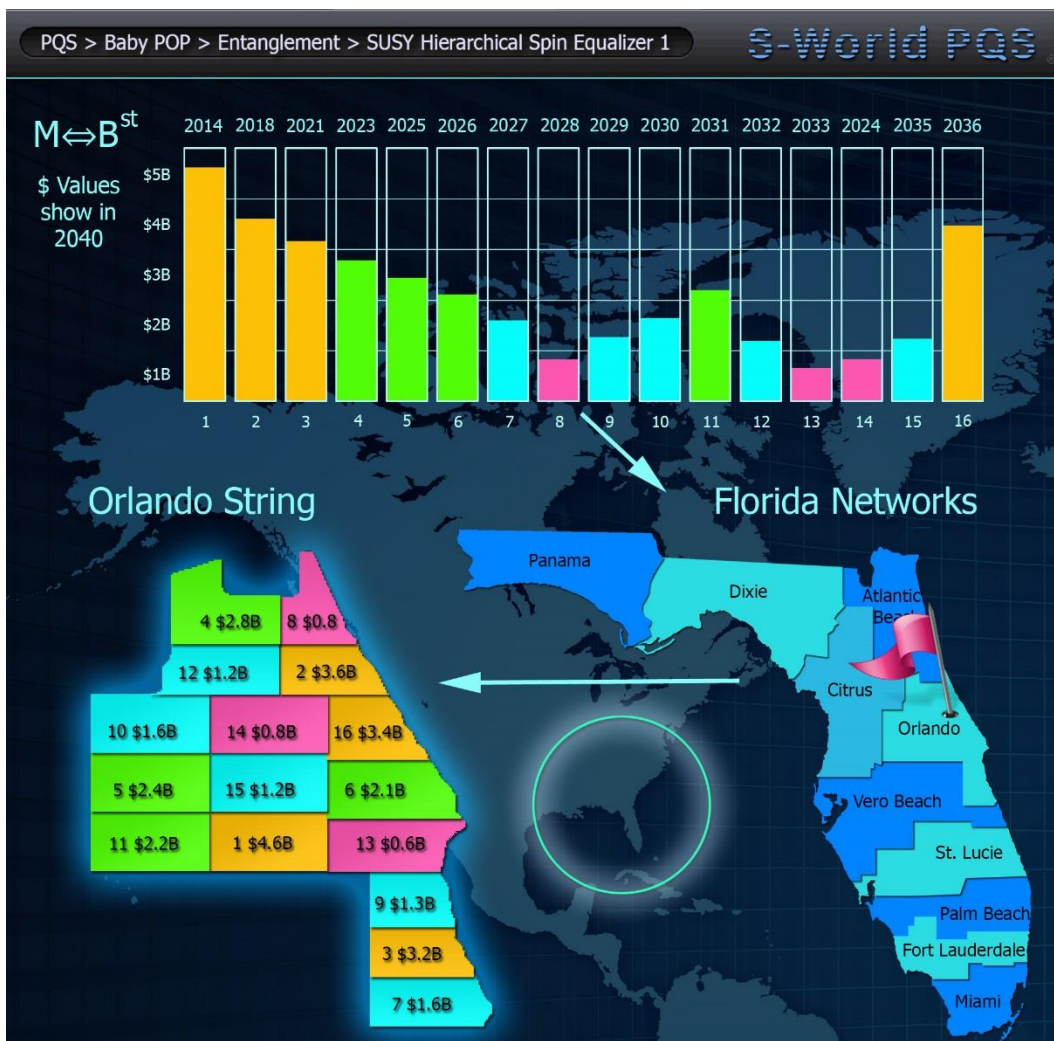 PQS > Baby POP > Entanglement > SUSY Hierarchical Spin Equalizer 1
S-World PQS
M⇔B^st
$ Values
show in
2040
2014 2018 2021 2023 2025 2026 2027 2028 2029 2030 2031 2032 2033 2024 2035 2036
$5B
$4B
$3B
$2B
$1B
1 2 3 4 5 6 7 8 9 10 11 12 13 14 15 16
Orlando String
4 $2.8B 8 $0.8
12 $1.2B 2 $3.6B
10 $1.6B 14 $0.8B 16 $3.4B
5 $2.4B 15 $1.2B 6 $2.1B
11 $2.2B 1 $4.6B 13 $0.6B
9 $1.3B
3 $3.2B
7 $1.6B
Florida Networks
Panama
Dixie
Atlantic
Citrus
Orlando
Vero Beach
St. Lucie
Palm Beach
Fort Lauderdale
Miami